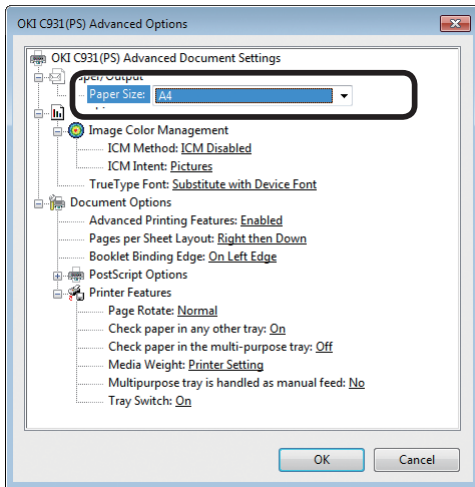 OKI C931(PS) Advanced Options
OKI C931(PS) Advanced Document Settings
Paper/Output
Paper Size: A4
Image Color Management
ICM Method: ICM Disabled
ICM Intent: Pictures
TrueType Font: Substitute with Device Font
Document Options
Advanced Printing Features: Enabled
Pages per Sheet Layout: Right then Down
Booklet Binding Edge: On Left Edge
PostScript Options
Printer Features
Page Rotate: Normal
Check paper in any other tray: On
Check paper in the multi-purpose tray: Off
Media Weight: Printer Setting
Multipurpose tray is handled as manual feed: No
Tray Switch: On
OK Cancel